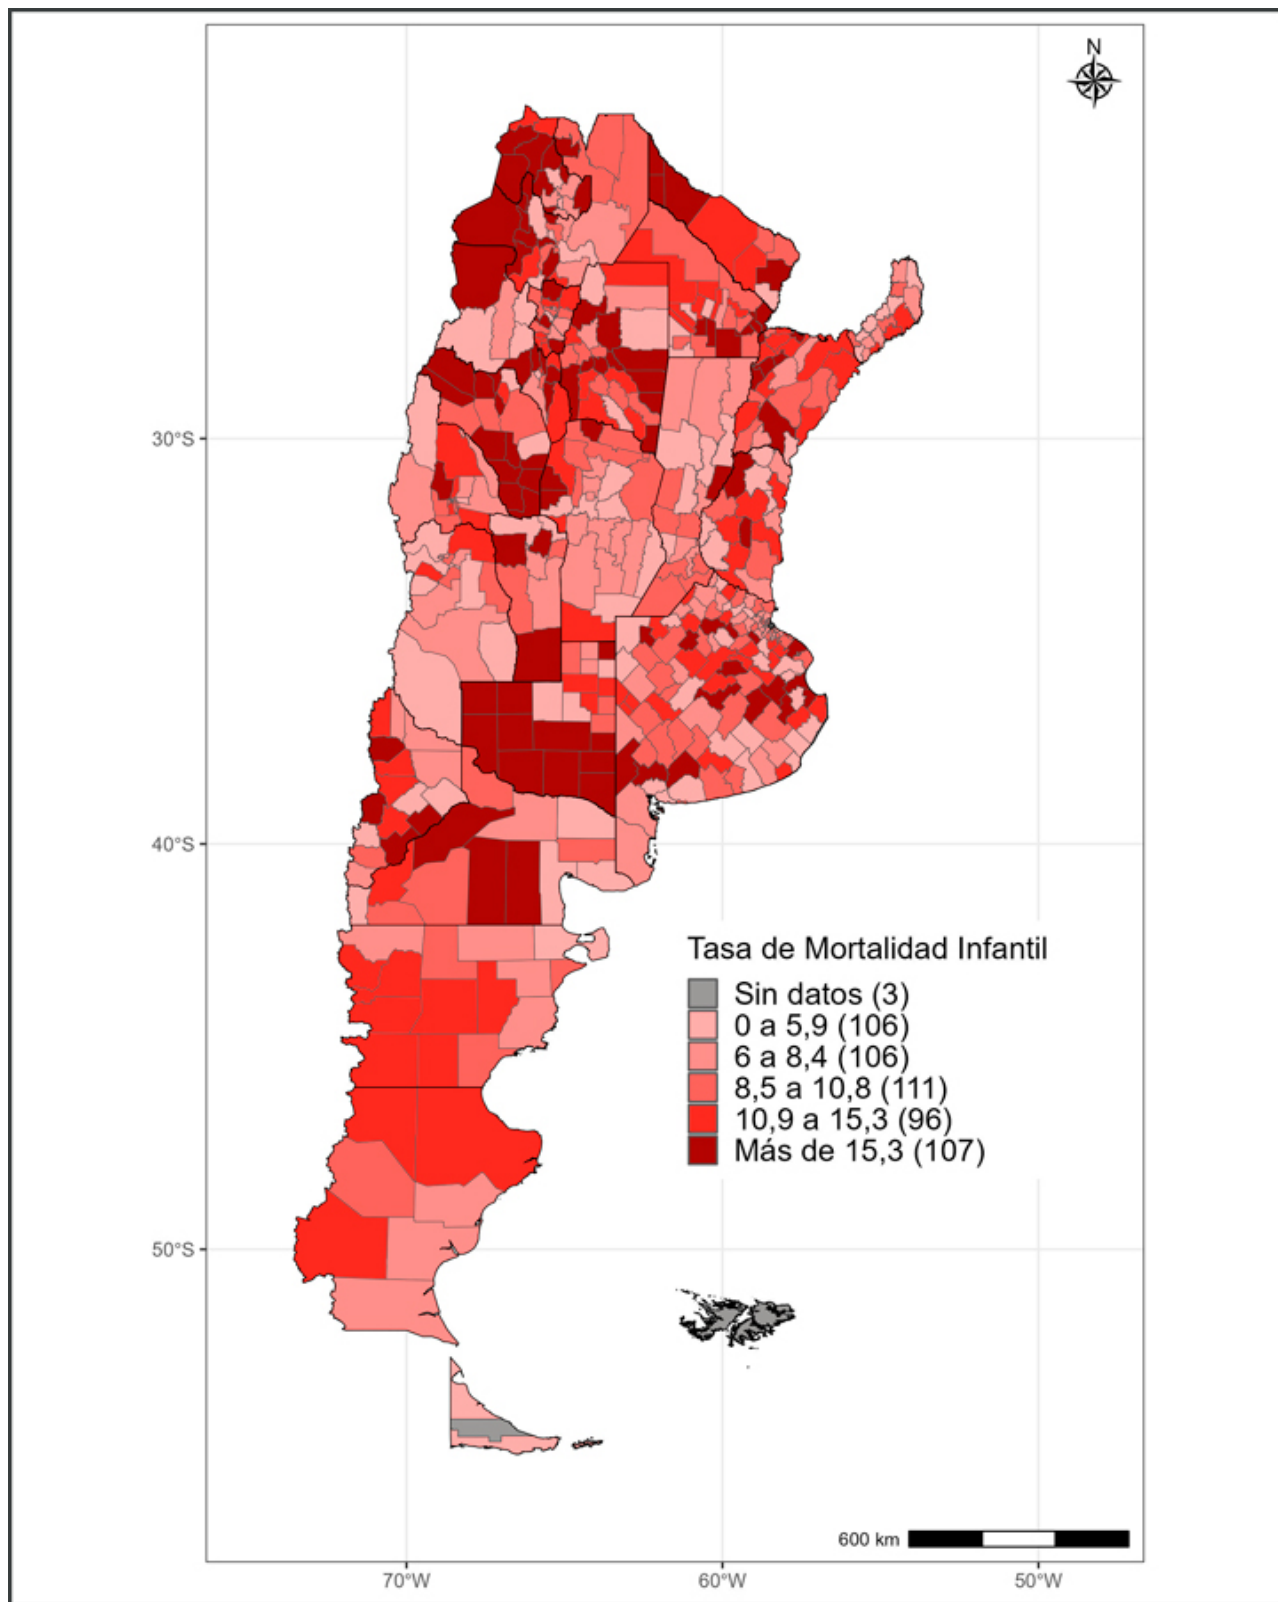 N
30°S
40°S
50°S
Tasa de Mortalidad Infantil
Sin datos (3)
0 a 5,9 (106)
6 a 8,4 (106)
8,5 a 10,8 (111)
10,9 a 15,3 (96)
Más de 15,3 (107)
600 km
70°W
60°W
50°W